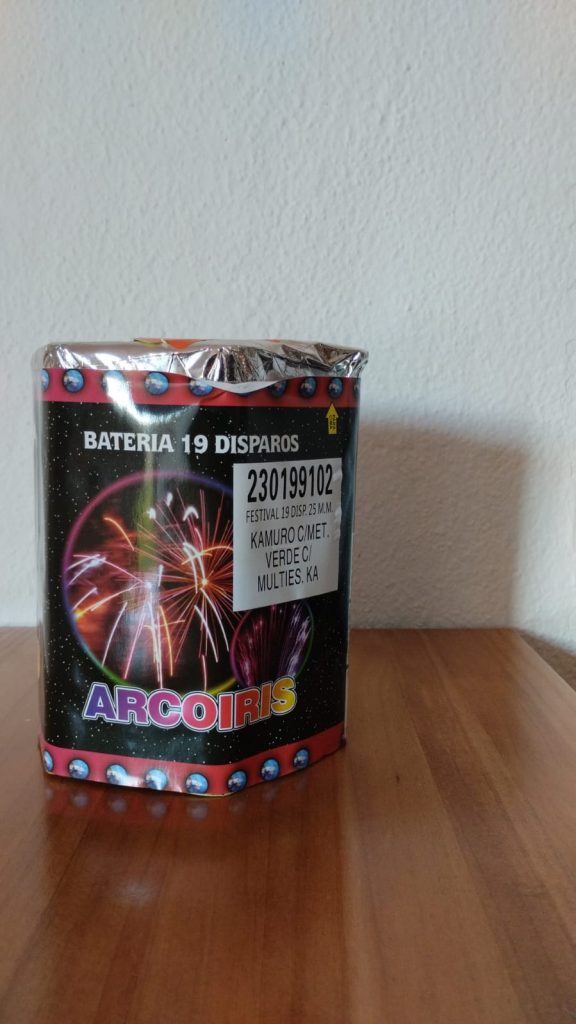 BATERIA 19 DISPAROS
230199102
FESTIVAL 19 DISP. 25 M.M.
KAMURO C/MET.
VERDE C/
MULTIES. KA
ARCOIRIS